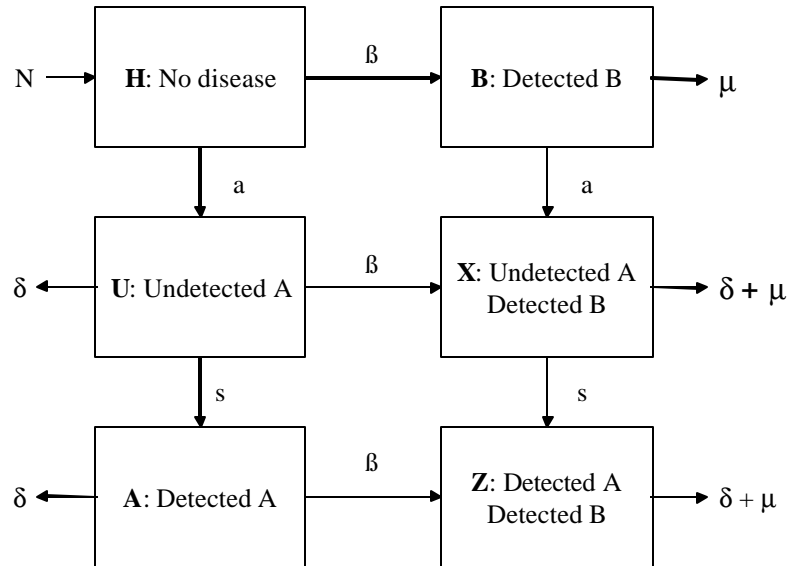 ß
N
H: No disease
B: Detected B
μ
a
a
ß
δ
U: Undetected A
X: Undetected A
Detected B
δ + μ
s
s
ß
δ
A: Detected A
Z: Detected A
Detected B
δ + μ